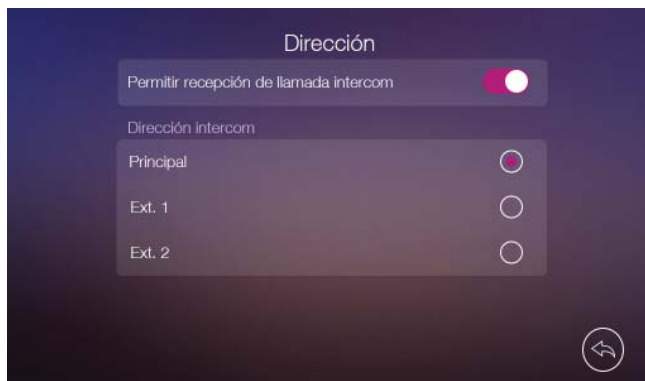 Dirección
Permitir recepción de llamada intercom
Dirección intercom
Principal
Ext. 1
Ext. 2